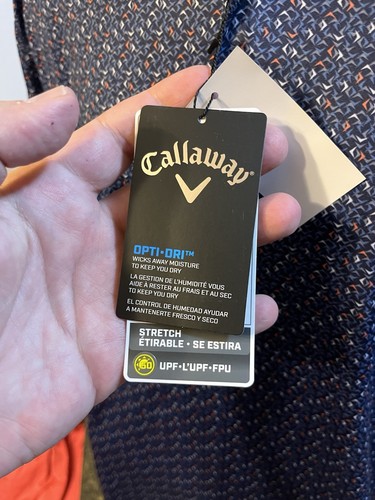 Callaway
OPTI•DRI™
WICKS AWAY MOISTURE
TO KEEP YOU DRY
LA GESTION DE L'HUMIDITÉ VOUS
AIDE À RESTER AU FRAIS ET AU SEC
TO KEEP YOU DRY
EL CONTROL DE HUMEDAD AYUDAR
A MANTENERTE FRESCO Y SECO
STRETCH
ÉTIRABLE • SE ESTIRA
50 UPF•L'UPF•FPU